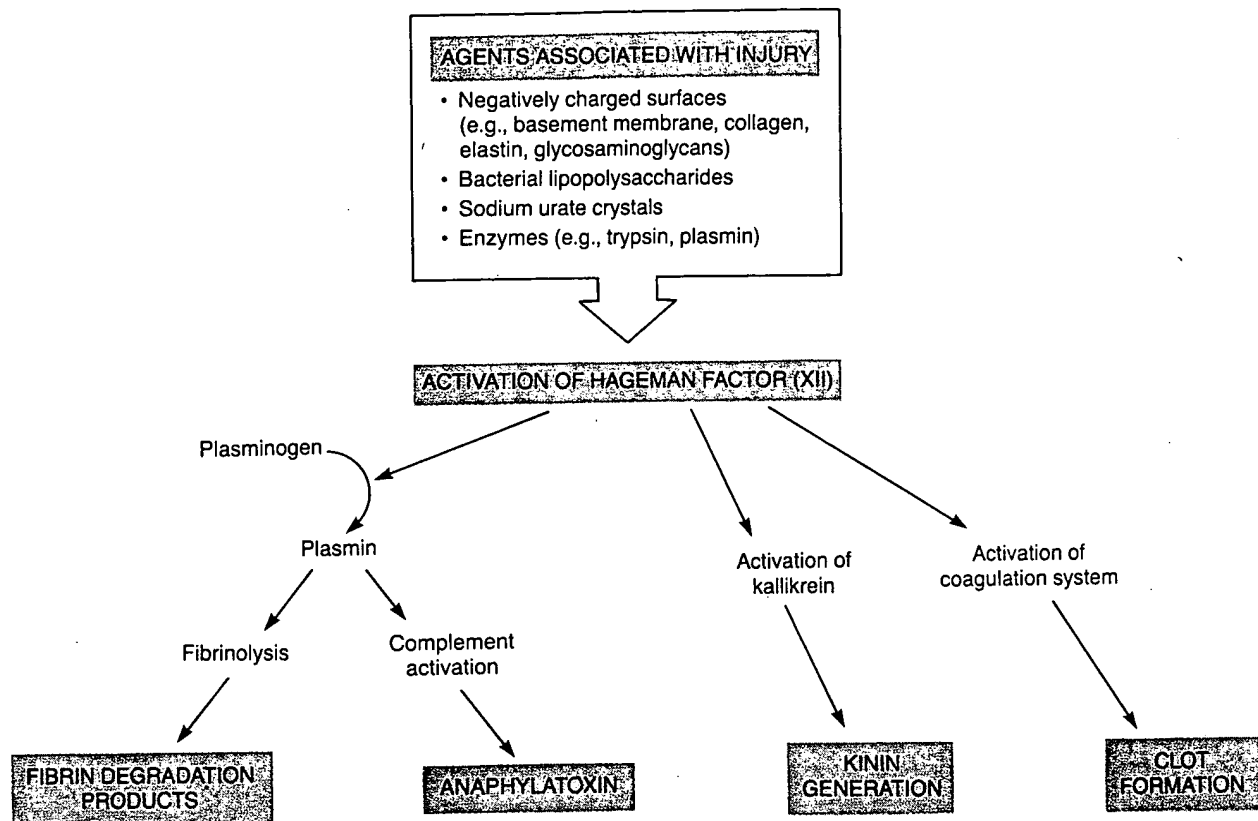 AGENTS ASSOCIATED WITH INJURY
• Negatively charged surfaces
(e.g., basement membrane, collagen,
elastin, glycosaminoglycans)
• Bacterial lipopolysaccharides
• Sodium urate crystals
• Enzymes (e.g., trypsin, plasmin)
ACTIVATION OF HAGEMAN FACTOR (XII)
Plasminogen
Plasmin
Activation of
kallikrein
Activation of
coagulation system
Fibrinolysis
Complement
activation
FIBRIN DEGRADATION
PRODUCTS
ANAPHYLATOXIN
KININ
GENERATION
CLOT
FORMATION